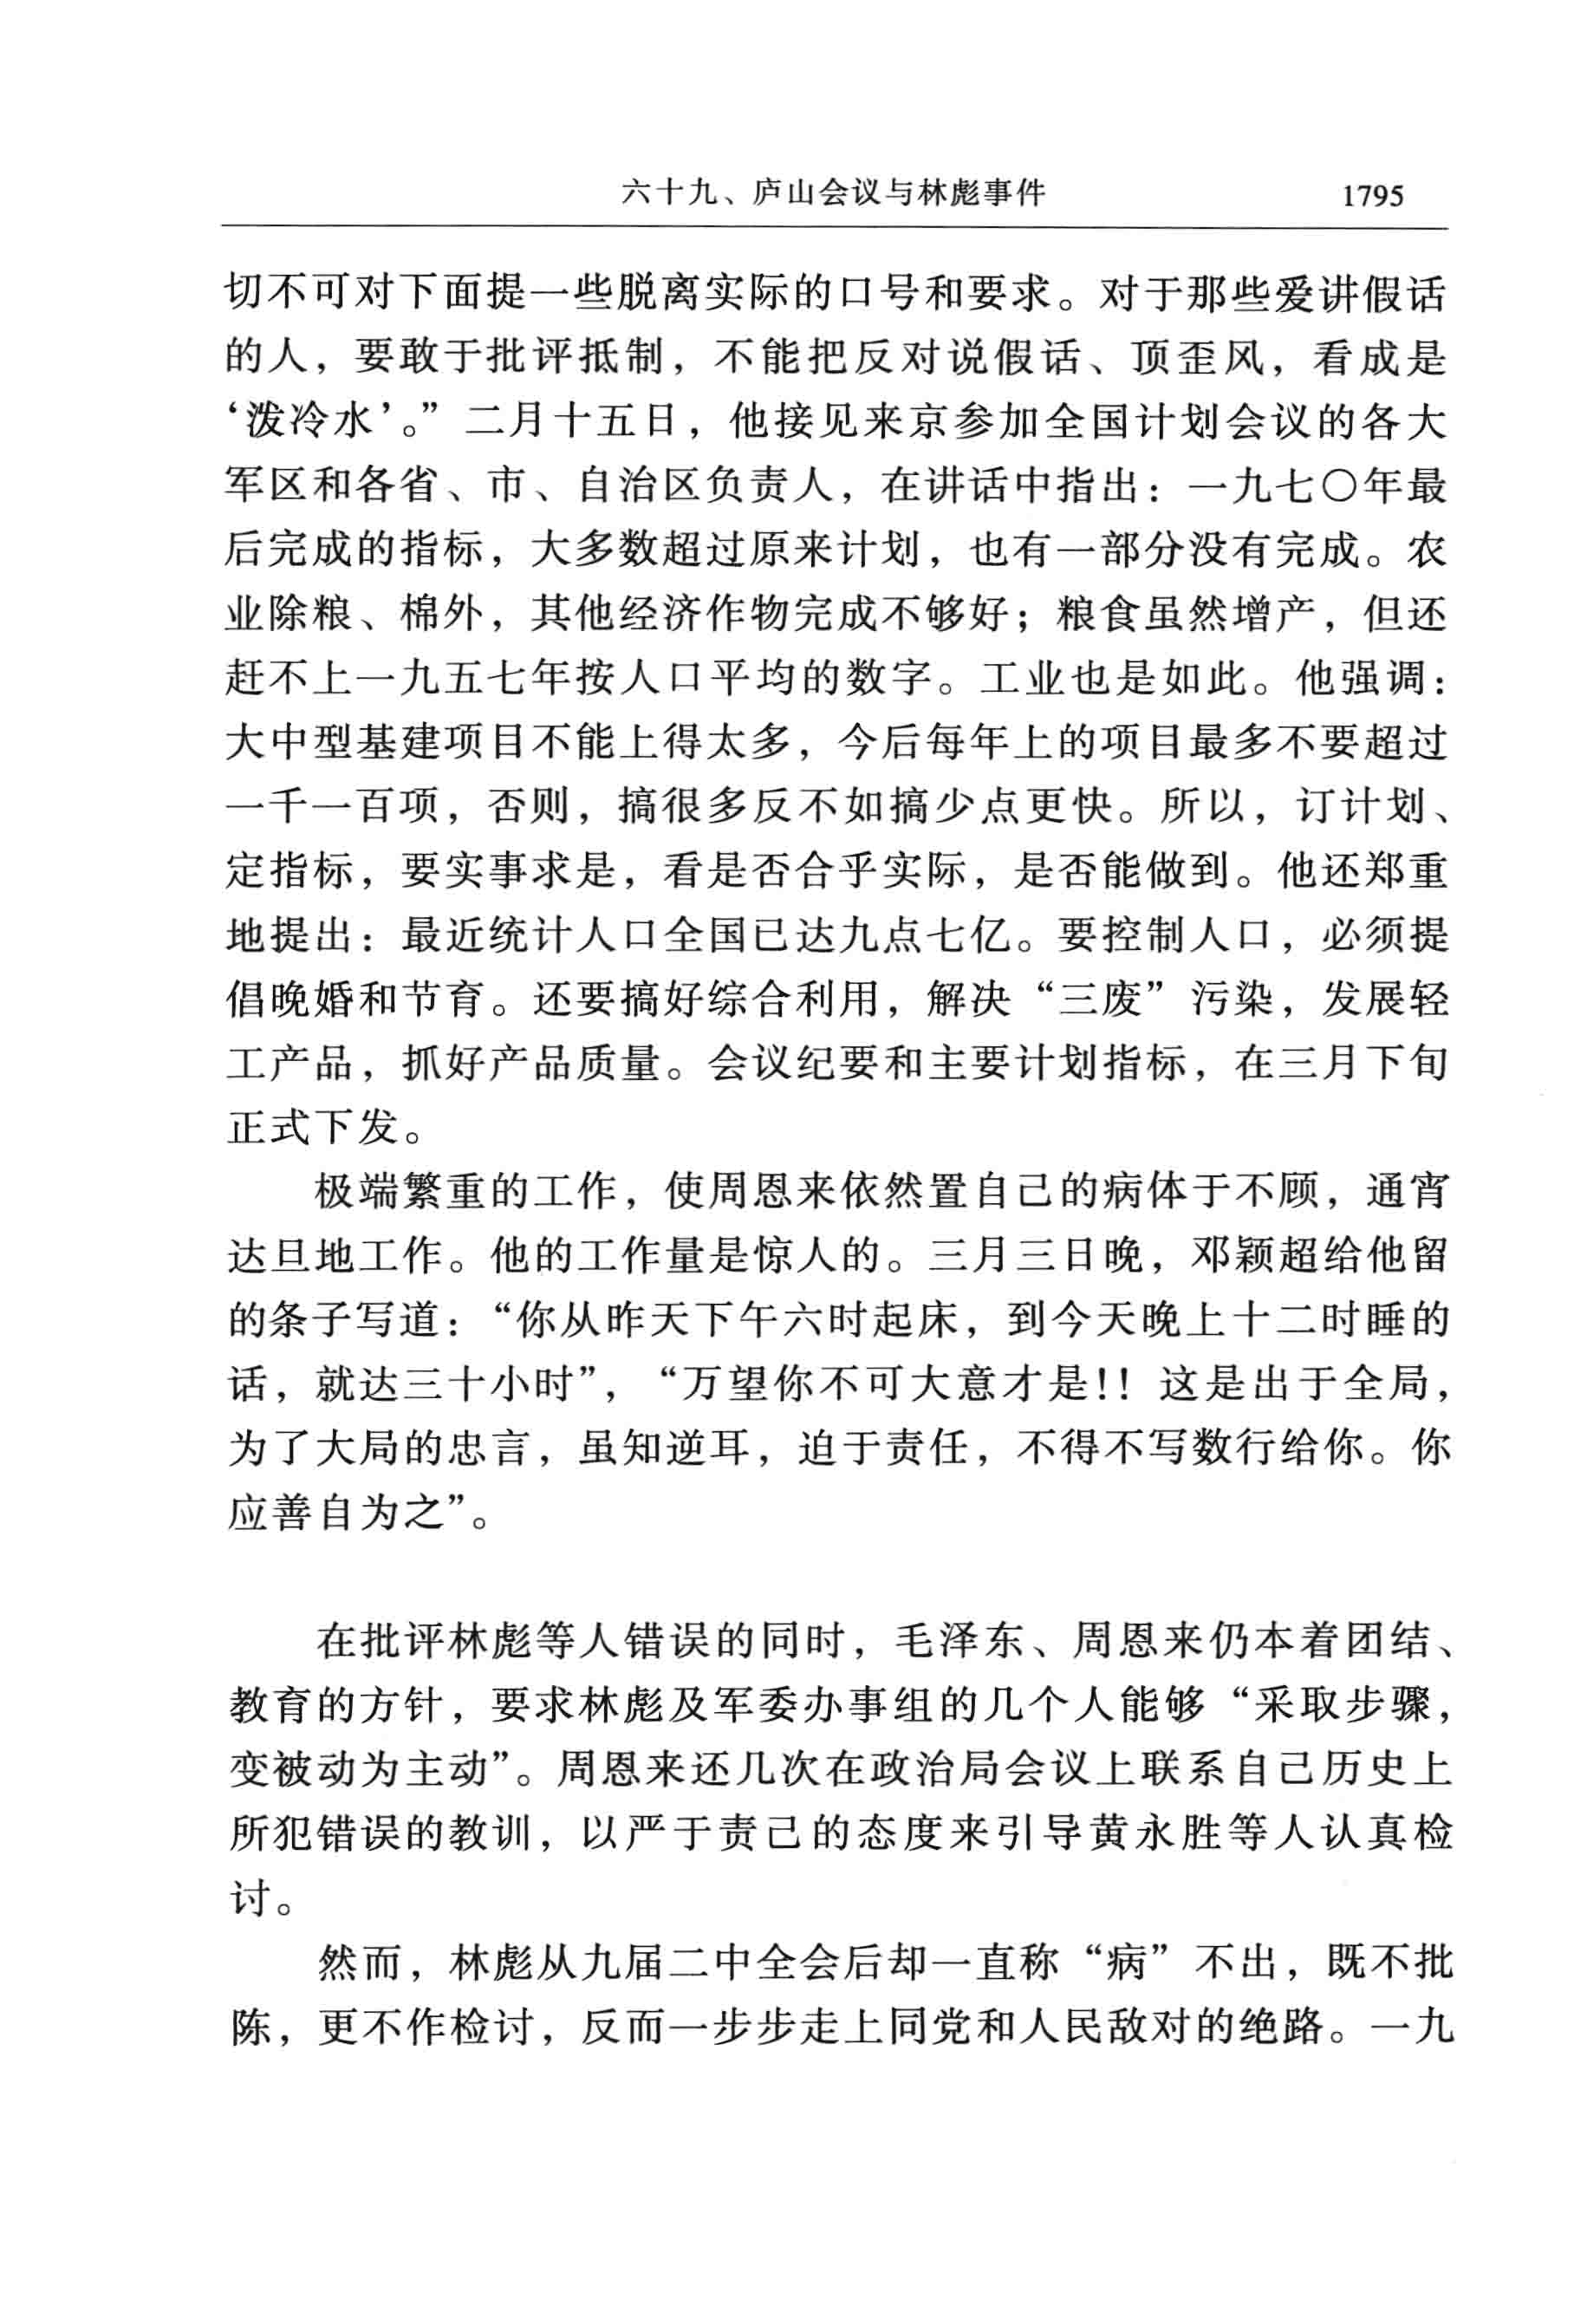 六十九、庐山会议与林彪事件 1795
切不可对下面提一些脱离实际的口号和要求。对于那些爱讲假话
的人，要敢于批评抵制，不能把反对说假话、顶歪风，看成是
‘泼冷水’。”二月十五日，他接见来京参加全国计划会议的各大
军区和各省、市、自治区负责人，在讲话中指出：一九七〇年最
后完成的指标，大多数超过原来计划，也有一部分没有完成。农
业除粮、棉外，其他经济作物完成不够好；粮食虽然增产，但还
赶不上一九五七年按人口平均的数字。工业也是如此。他强调：
大中型基建项目不能上得太多，今后每年上的项目最多不要超过
一千一百项，否则，搞很多反不如搞少点更快。所以，订计划、
定指标，要实事求是，看是否合乎实际，是否能做到。他还郑重
地提出：最近统计人口全国已达九点七亿。要控制人口，必须提
倡晚婚和节育。还要搞好综合利用，解决“三废”污染，发展轻
工产品，抓好产品质量。会议纪要和主要计划指标，在三月下旬
正式下发。
极端繁重的工作，使周恩来依然置自己的病体于不顾，通宵
达旦地工作。他的工作量是惊人的。三月三日晚，邓颖超给他留
的条子写道：“你从昨天下午六时起床，到今天晚上十二时睡的
话，就达三十小时”，“万望你不可大意才是！！这是出于全局，
为了大局的忠言，虽知逆耳，迫于责任，不得不写数行给你。你
应善自为之”。
在批评林彪等人错误的同时，毛泽东、周恩来仍本着团结、
教育的方针，要求林彪及军委办事组的几个人能够“采取步骤，
变被动为主动”。周恩来还几次在政治局会议上联系自己历史上
所犯错误的教训，以严于责己的态度来引导黄永胜等人认真检
讨。
然而，林彪从九届二中全会后却一直称“病”不出，既不批
陈，更不作检讨，反而一步步走上同党和人民敌对的绝路。一九